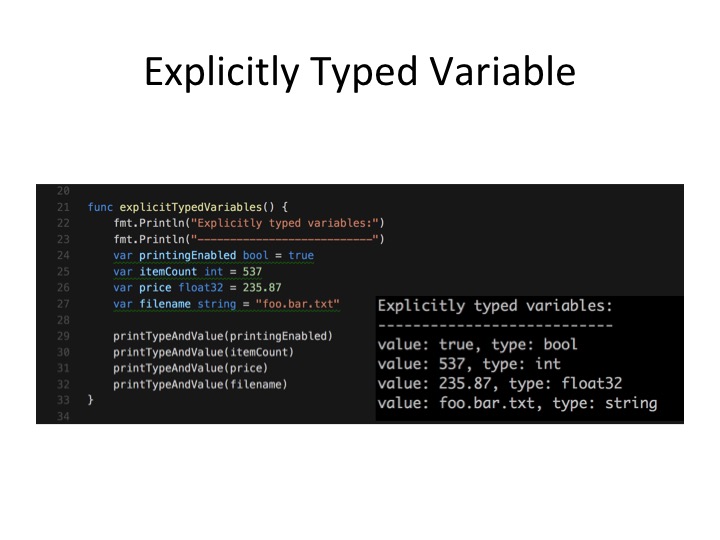 Explicitly Typed Variable
20
21 func explicitTypedVariables() {
22 fmt.Println("Explicitly typed variables:")
23 fmt.Println("---------------------------")
24 var printingEnabled bool = true
25 var itemCount int = 537
26 var price float32 = 235.87
27 var filename string = "foo.bar.txt"
28
29 printTypeAndValue(printingEnabled)
30 printTypeAndValue(itemCount)
31 printTypeAndValue(price)
32 printTypeAndValue(filename)
33 }
34
Explicitly typed variables:
---------------------------
value: true, type: bool
value: 537, type: int
value: 235.87, type: float32
value: foo.bar.txt, type: string